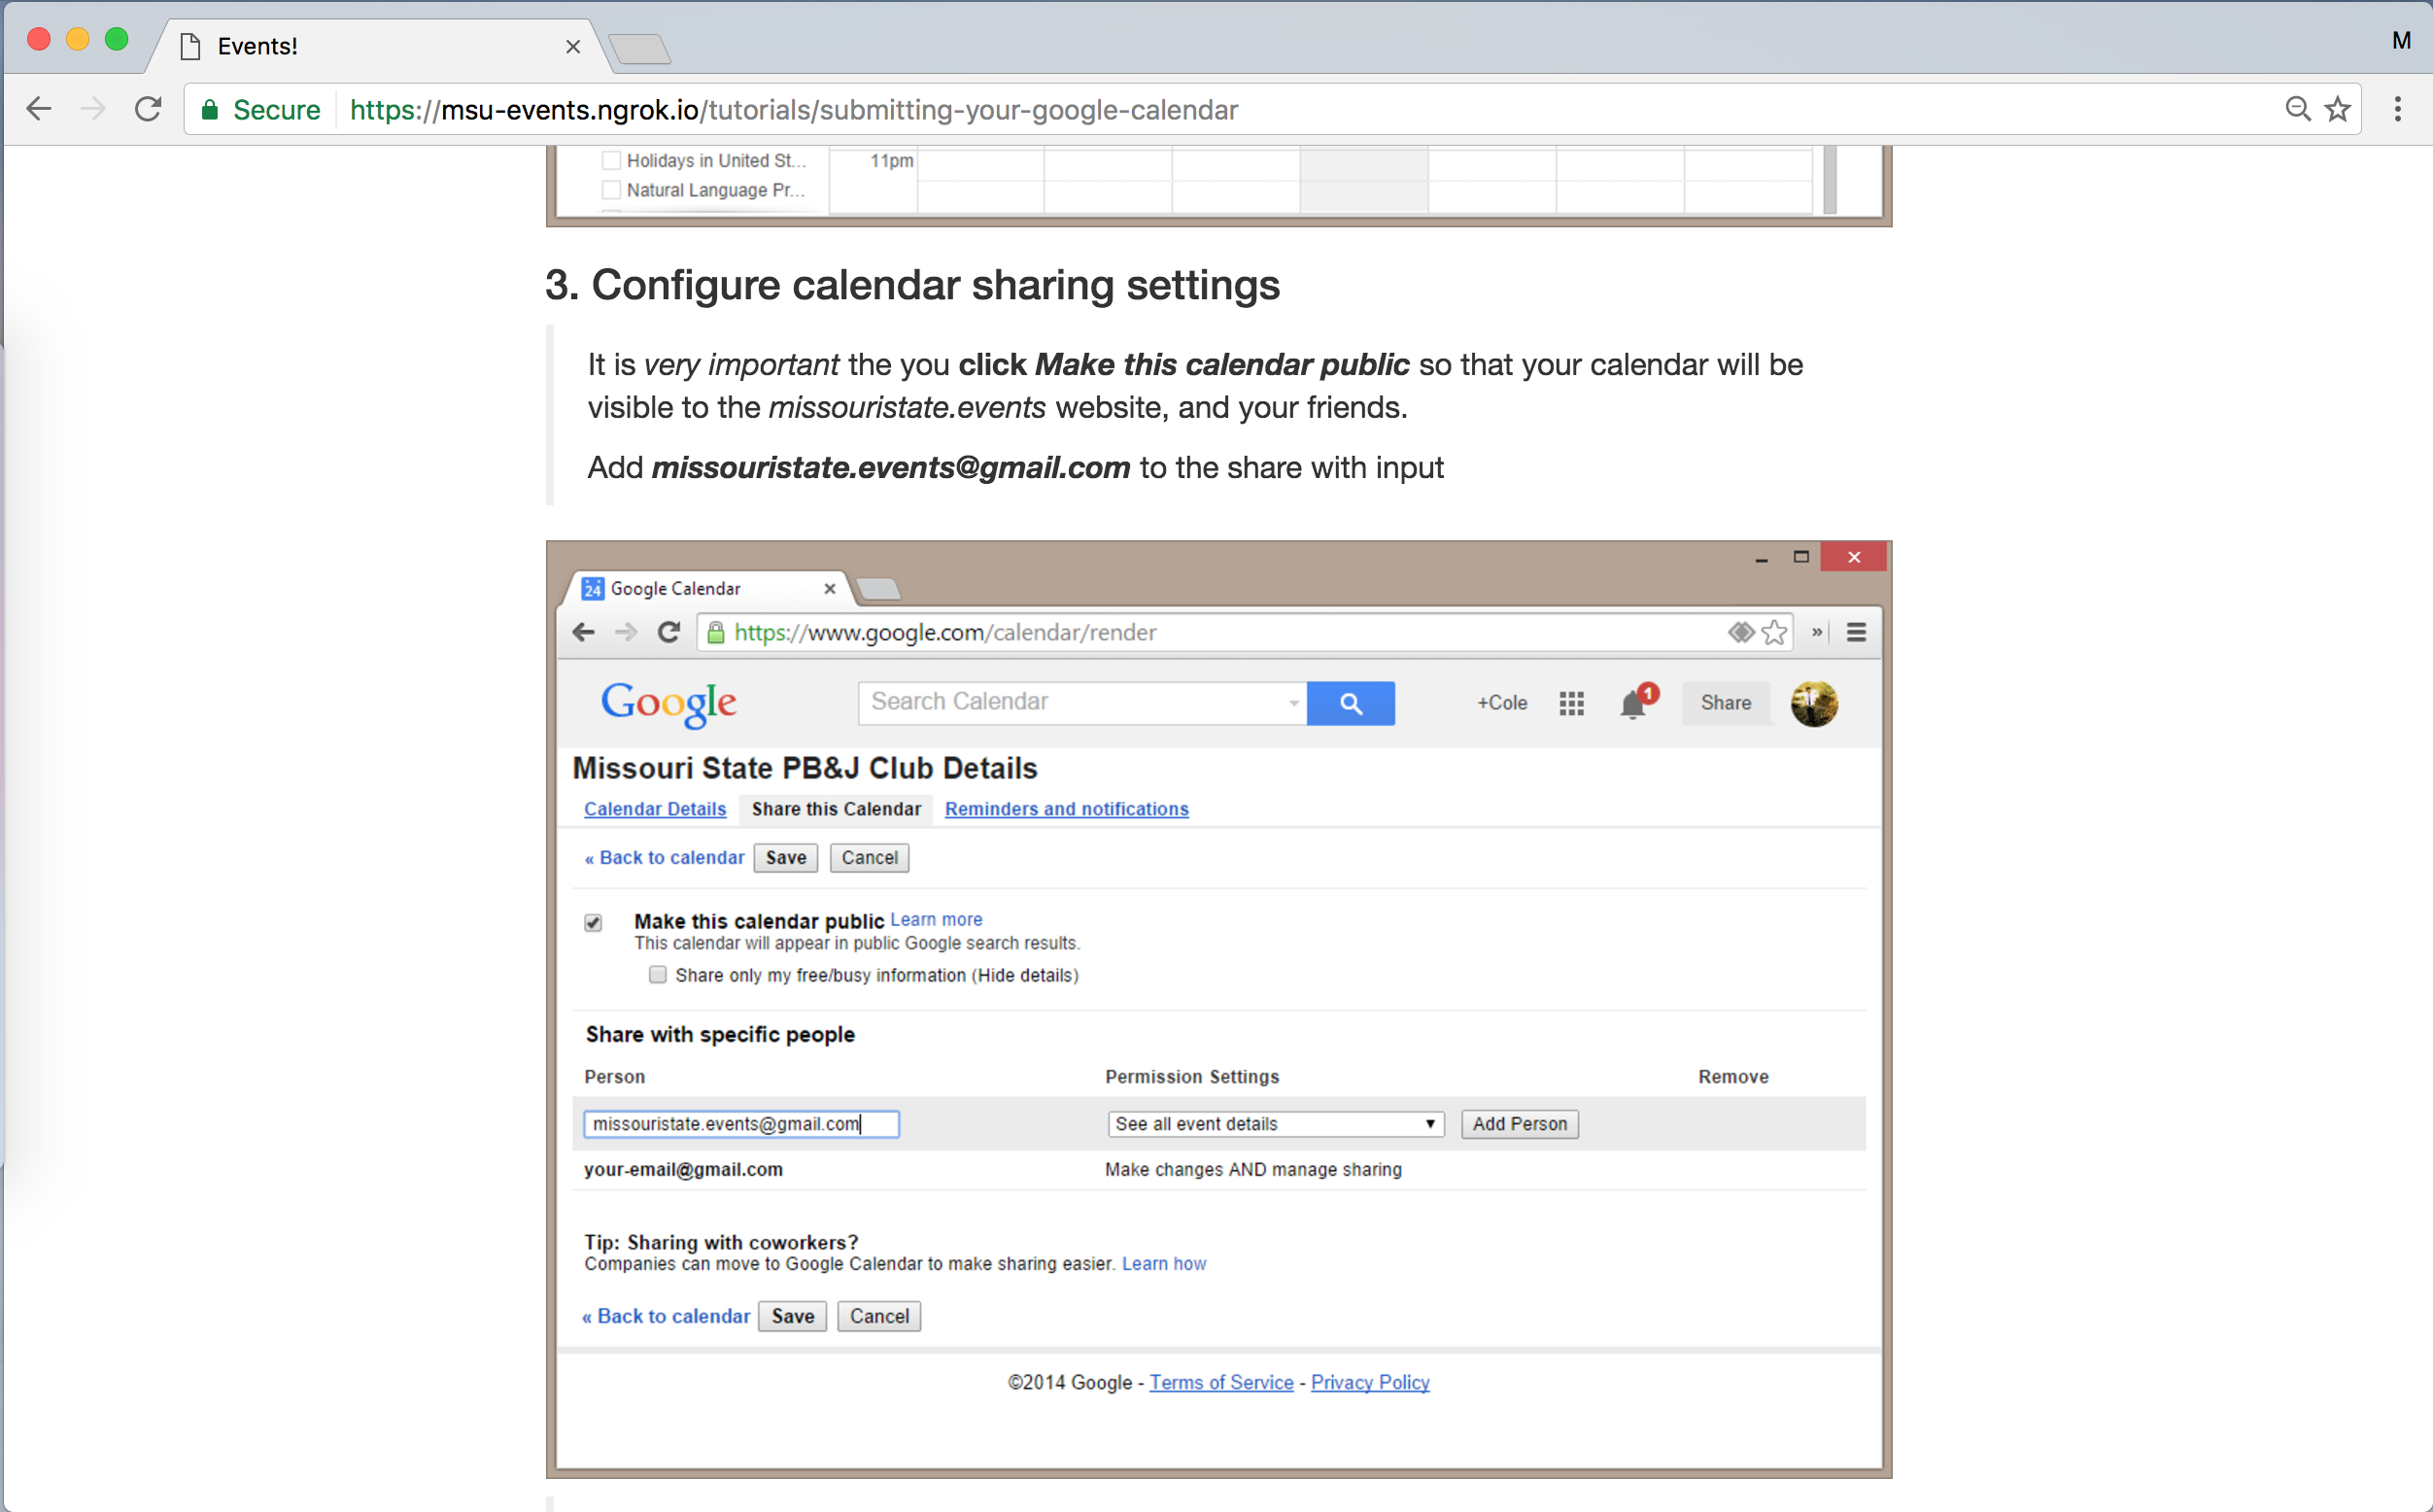 Events!
M
Secure https://msu-events.ngrok.io/tutorials/submitting-your-google-calendar
Holidays in United St... 11pm
Natural Language Pr...
3. Configure calendar sharing settings
It is very important the you click Make this calendar public so that your calendar will be
visible to the missouristate.events website, and your friends.
Add missouristate.events@gmail.com to the share with input
24 Google Calendar
https://www.google.com/calendar/render »
Google Search Calendar +Cole 1 Share
Missouri State PB&J Club Details
Calendar Details Share this Calendar Reminders and notifications
« Back to calendar Save Cancel
Make this calendar public Learn more
This calendar will appear in public Google search results.
Share only my free/busy information (Hide details)
Share with specific people
Person Permission Settings Remove
missouristate.events@gmail.com See all event details Add Person
your-email@gmail.com Make changes AND manage sharing
Tip: Sharing with coworkers?
Companies can move to Google Calendar to make sharing easier. Learn how
« Back to calendar Save Cancel
©2014 Google - Terms of Service - Privacy Policy